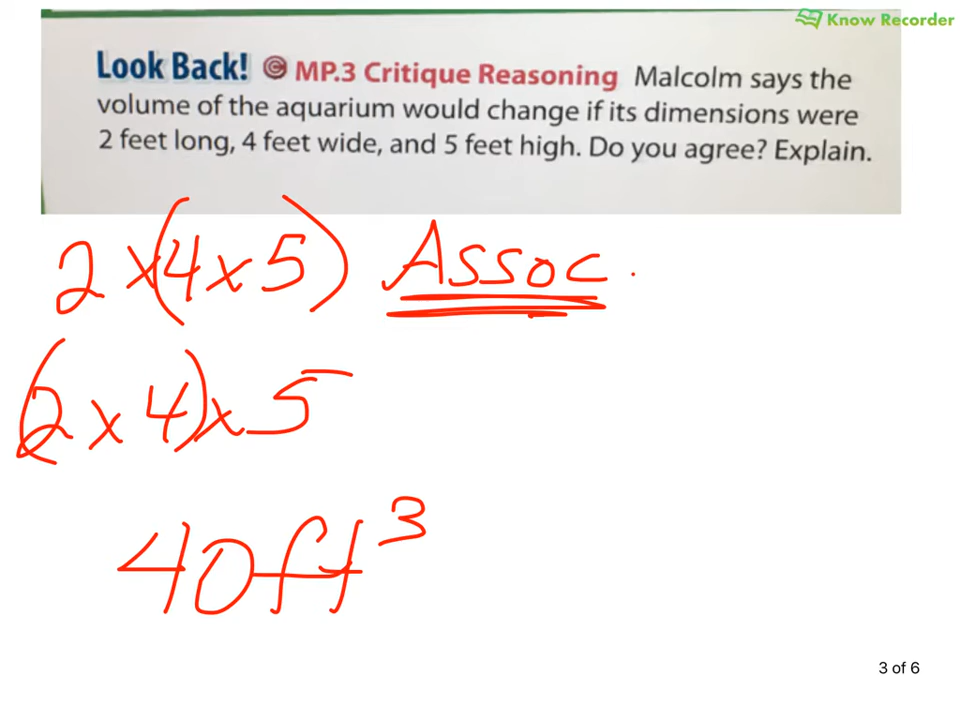 Know Recorder
Look Back! © MP.3 Critique Reasoning Malcolm says the
volume of the aquarium would change if its dimensions were
2 feet long, 4 feet wide, and 5 feet high. Do you agree? Explain.
2 x (4 x 5) Assoc.
(2 x 4) x 5
40 ft³
3 of 6